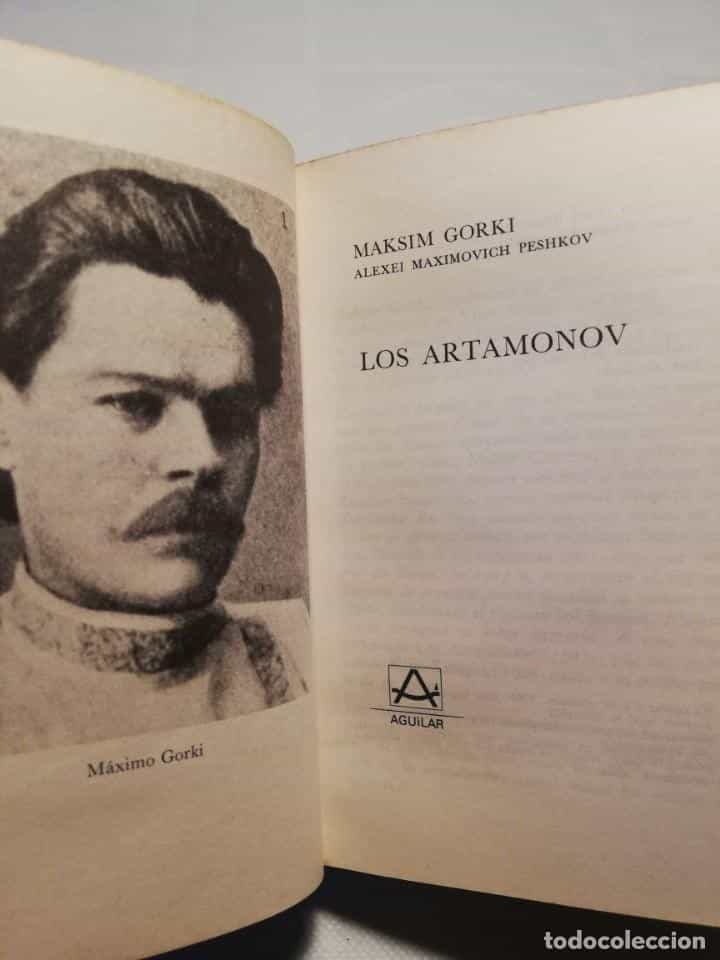 1
Máximo Gorki
MAKSIM GORKI
ALEXEI MAXIMOVICH PESHKOV
LOS ARTAMONOV
AGUILAR
todocoleccion